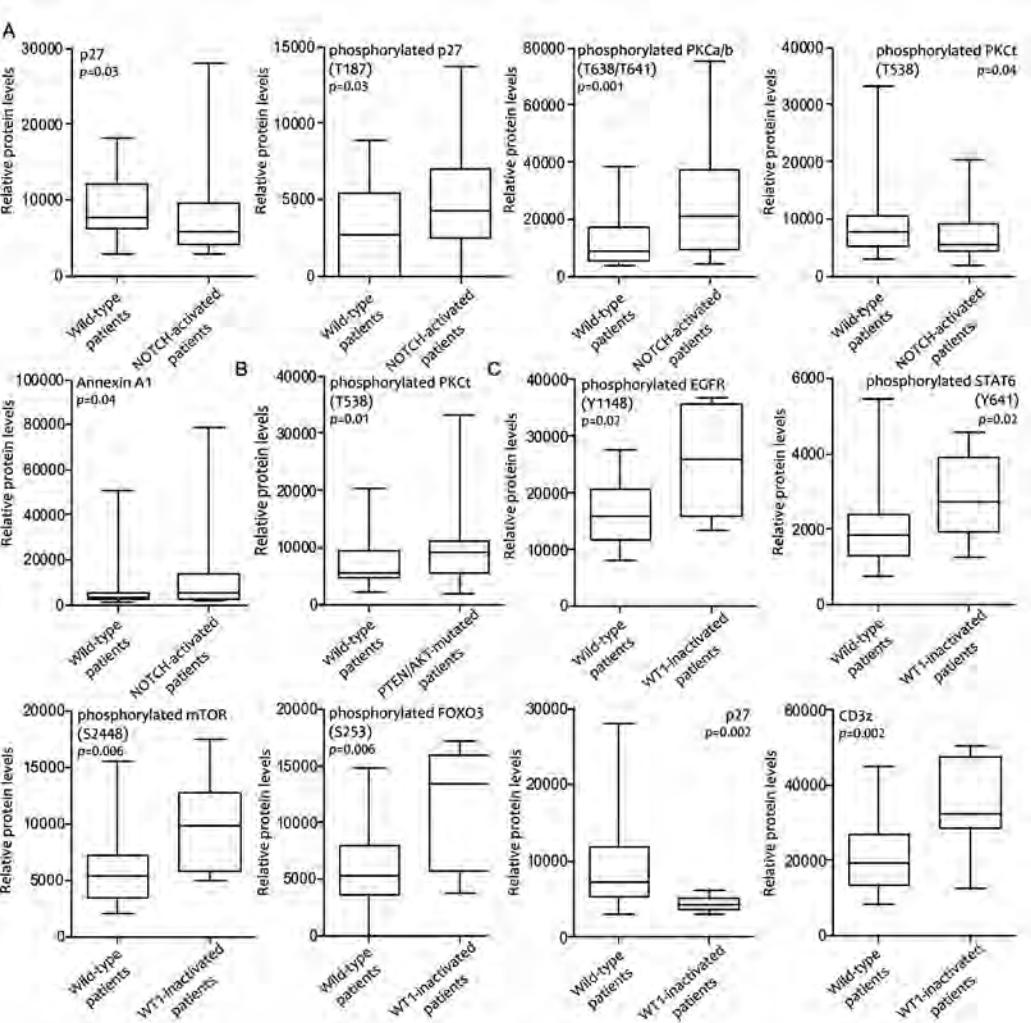 A
p27
p=0.03
Relative protein levels
30000
20000
10000
0
Wild-type
patients
NOTCH-activated
patients
phosphorylated p27
(T187)
p=0.03
Relative protein levels
15000
10000
5000
0
Wild-type
patients
NOTCH-activated
patients
phosphorylated PKCa/b
(T638/T641)
p=0.001
Relative protein levels
80000
60000
40000
20000
0
Wild-type
patients
NOTCH-activated
patients
phosphorylated PKCt
(T538) p=0.04
Relative protein levels
40000
30000
20000
10000
0
Wild-type
patients
NOTCH-activated
patients
Annexin A1
p=0.04
Relative protein levels
100000
80000
60000
40000
20000
0
Wild-type
patients
NOTCH-activated
patients
B
phosphorylated PKCt
(T538)
p=0.01
Relative protein levels
40000
30000
20000
10000
0
Wild-type
patients
PTEN/AKT-mutated
patients
C
phosphorylated EGFR
(Y1148)
p=0.02
Relative protein levels
40000
30000
20000
10000
0
Wild-type
patients
WT1-inactivated
patients
phosphorylated STAT6
(Y641)
p=0.02
Relative protein levels
6000
4000
2000
0
Wild-type
patients
WT1-inactivated
patients
phosphorylated mTOR
(S2448)
p=0.006
Relative protein levels
20000
15000
10000
5000
0
Wild-type
patients
WT1-inactivated
patients
phosphorylated FOXO3
(S253)
p=0.006
Relative protein levels
20000
15000
10000
5000
0
Wild-type
patients
WT1-inactivated
patients
p27
p=0.002
Relative protein levels
30000
20000
10000
0
Wild-type
patients
WT1-inactivated
patients
CD3z
p=0.002
Relative protein levels
60000
40000
20000
0
Wild-type
patients
WT1-inactivated
patients